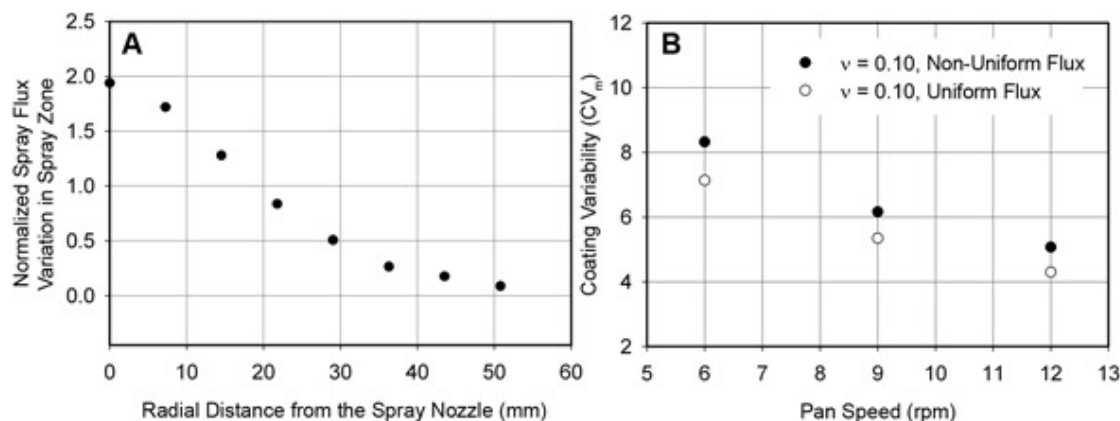 A
2.5
2.0
1.5
1.0
0.5
0.0
Normalized Spray Flux
Variation in Spray Zone
0 10 20 30 40 50 60
Radial Distance from the Spray Nozzle (mm)
B
12
10
8
6
4
2
Coating Variability (CVm)
ν = 0.10, Non-Uniform Flux
ν = 0.10, Uniform Flux
5 6 7 8 9 10 11 12 13
Pan Speed (rpm)